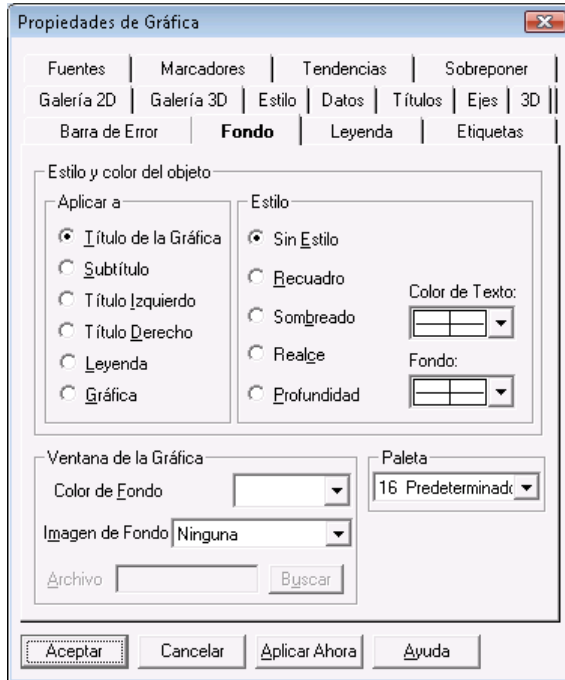 Propiedades de Gráfica
Fuentes Marcadores Tendencias Sobreponer
Galería 2D Galería 3D Estilo Datos Títulos Ejes 3D
Barra de Error Fondo Leyenda Etiquetas
Estilo y color del objeto
Aplicar a
Título de la Gráfica
Subtítulo
Título Izquierdo
Título Derecho
Leyenda
Gráfica
Estilo
Sin Estilo
Recuadro
Sombreado
Realce
Profundidad
Color de Texto:
Fondo:
Ventana de la Gráfica
Color de Fondo
Imagen de Fondo Ninguna
Archivo Buscar
Paleta
16 Predeterminado
Aceptar Cancelar Aplicar Ahora Ayuda